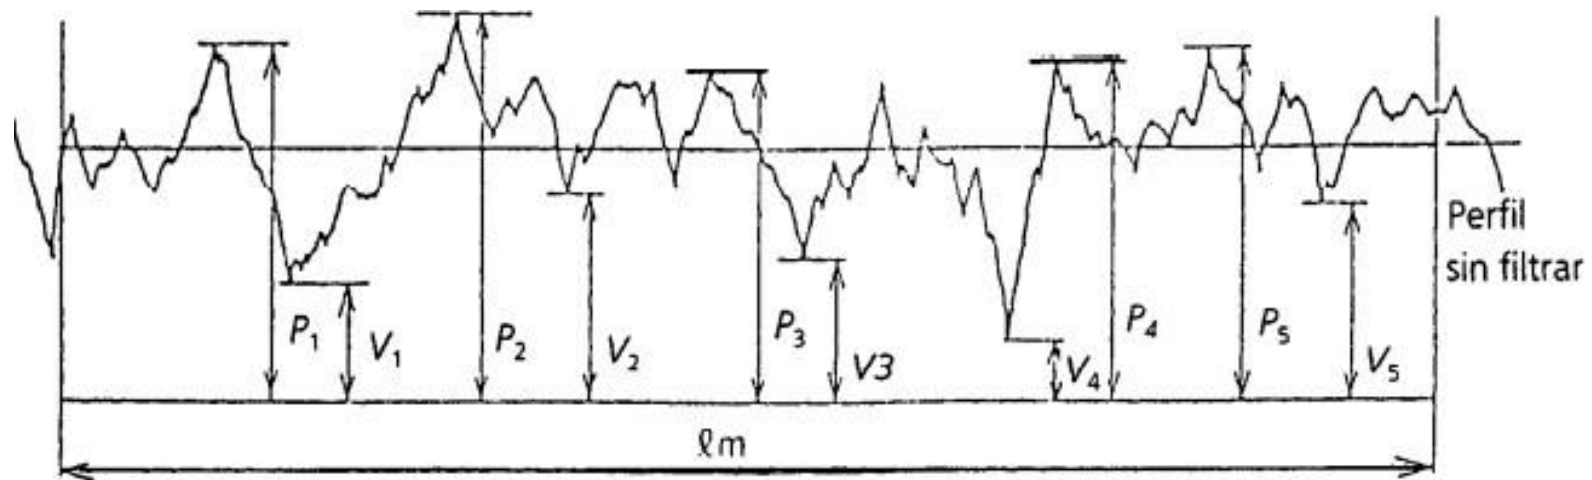 P₁
V₁
P₂
V₂
P₃
V3
V₄
P₄
P₅
V₅
Perfil
sin filtrar
ℓm